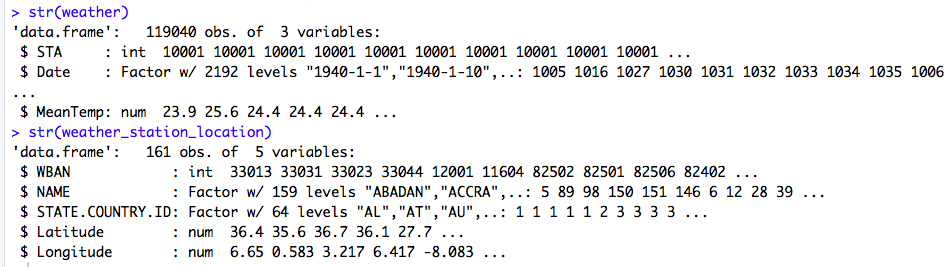 > str(weather)
'data.frame':   119040 obs. of  3 variables:
 $ STA     : int  10001 10001 10001 10001 10001 10001 10001 10001 10001 10001 ...
 $ Date    : Factor w/ 2192 levels "1940-1-1","1940-1-10",..: 1005 1016 1027 1030 1031 1032 1033 1034 1035 1006
...
 $ MeanTemp: num  23.9 25.6 24.4 24.4 24.4 ...
> str(weather_station_location)
'data.frame':   161 obs. of  5 variables:
 $ WBAN            : int  33013 33031 33023 33044 12001 11604 82502 82501 82506 82402 ...
 $ NAME            : Factor w/ 159 levels "ABADAN","ACCRA",..: 5 89 98 150 151 146 6 12 28 39 ...
 $ STATE.COUNTRY.ID: Factor w/ 64 levels "AL","AT","AU",..: 1 1 1 1 1 2 3 3 3 3 ...
 $ Latitude        : num  36.4 35.6 36.7 36.1 27.7 ...
 $ Longitude       : num  6.65 0.583 3.217 6.417 -8.083 ...